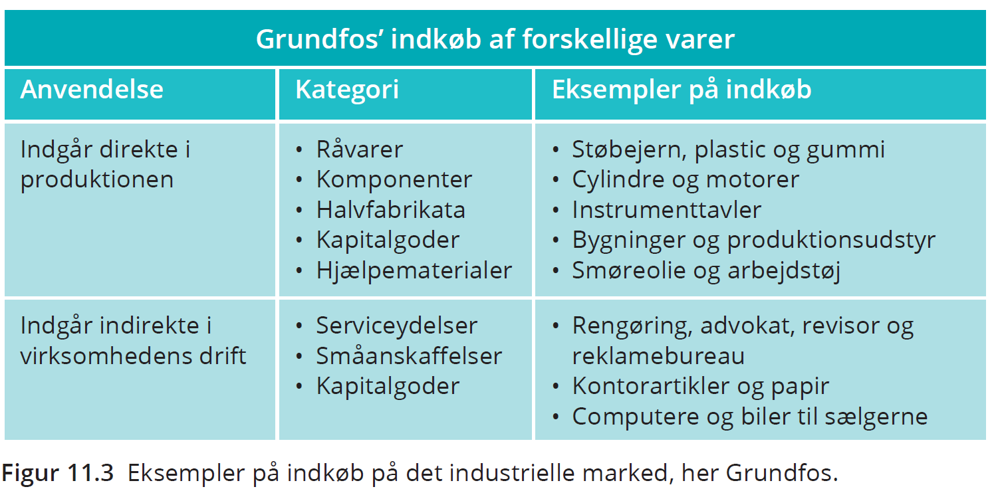 Grundfos’ indkøb af forskellige varer
Anvendelse
Kategori
Eksempler på indkøb
Indgår direkte i
produktionen
• Råvarer
• Komponenter
• Halvfabrikata
• Kapitalgoder
• Hjælpematerialer
• Støbejern, plastic og gummi
• Cylindre og motorer
• Instrumenttavler
• Bygninger og produktionsudstyr
• Smøreolie og arbejdstøj
Indgår indirekte i
virksomhedens drift
• Serviceydelser
• Småanskaffelser
• Kapitalgoder
• Rengøring, advokat, revisor og
reklamebureau
• Kontorartikler og papir
• Computere og biler til sælgerne
Figur 11.3 Eksempler på indkøb på det industrielle marked, her Grundfos.